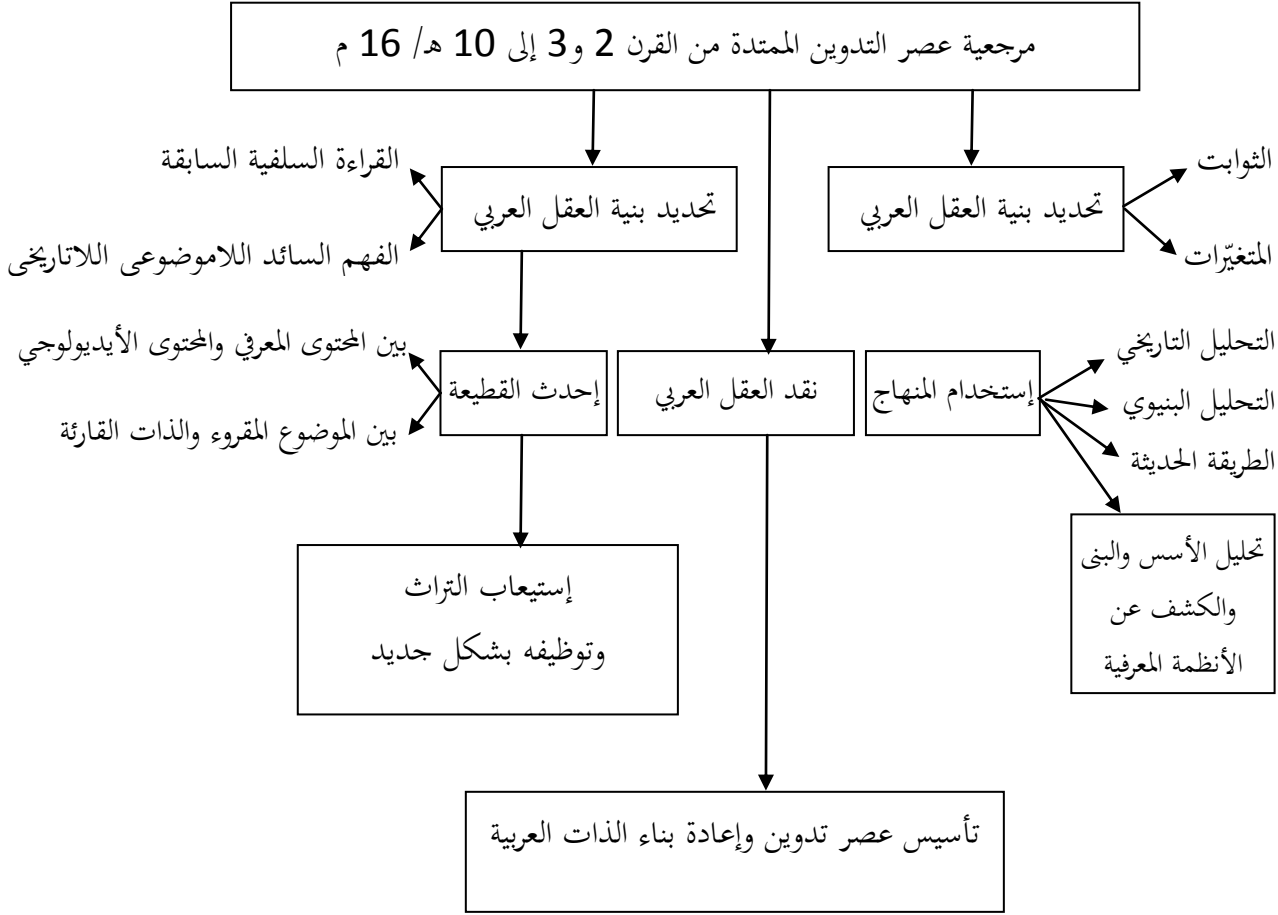 مرجعية عصر التدوين الممتدة من القرن 2 و3 إلى 10 هـ/ 16 م
الثوابت
تحديد بنية العقل العربي
المتغيّرات
تحديد بنية العقل العربي
القراءة السلفية السابقة
الفهم السائد اللاموضوعى اللاتاريخى
التحليل التاريخي
إستخدام المنهاج
التحليل البنيوي
الطريقة الحديثة
نقد العقل العربي
إحدث القطيعة
بين المحتوى المعرفي والمحتوى الأيديولوجي
بين الموضوع المقروء والذات القارئة
تحليل الأسس والبنى
والكشف عن
الأنظمة المعرفية
إستيعاب التراث
وتوظيفه بشكل جديد
تأسيس عصر تدوين وإعادة بناء الذات العربية